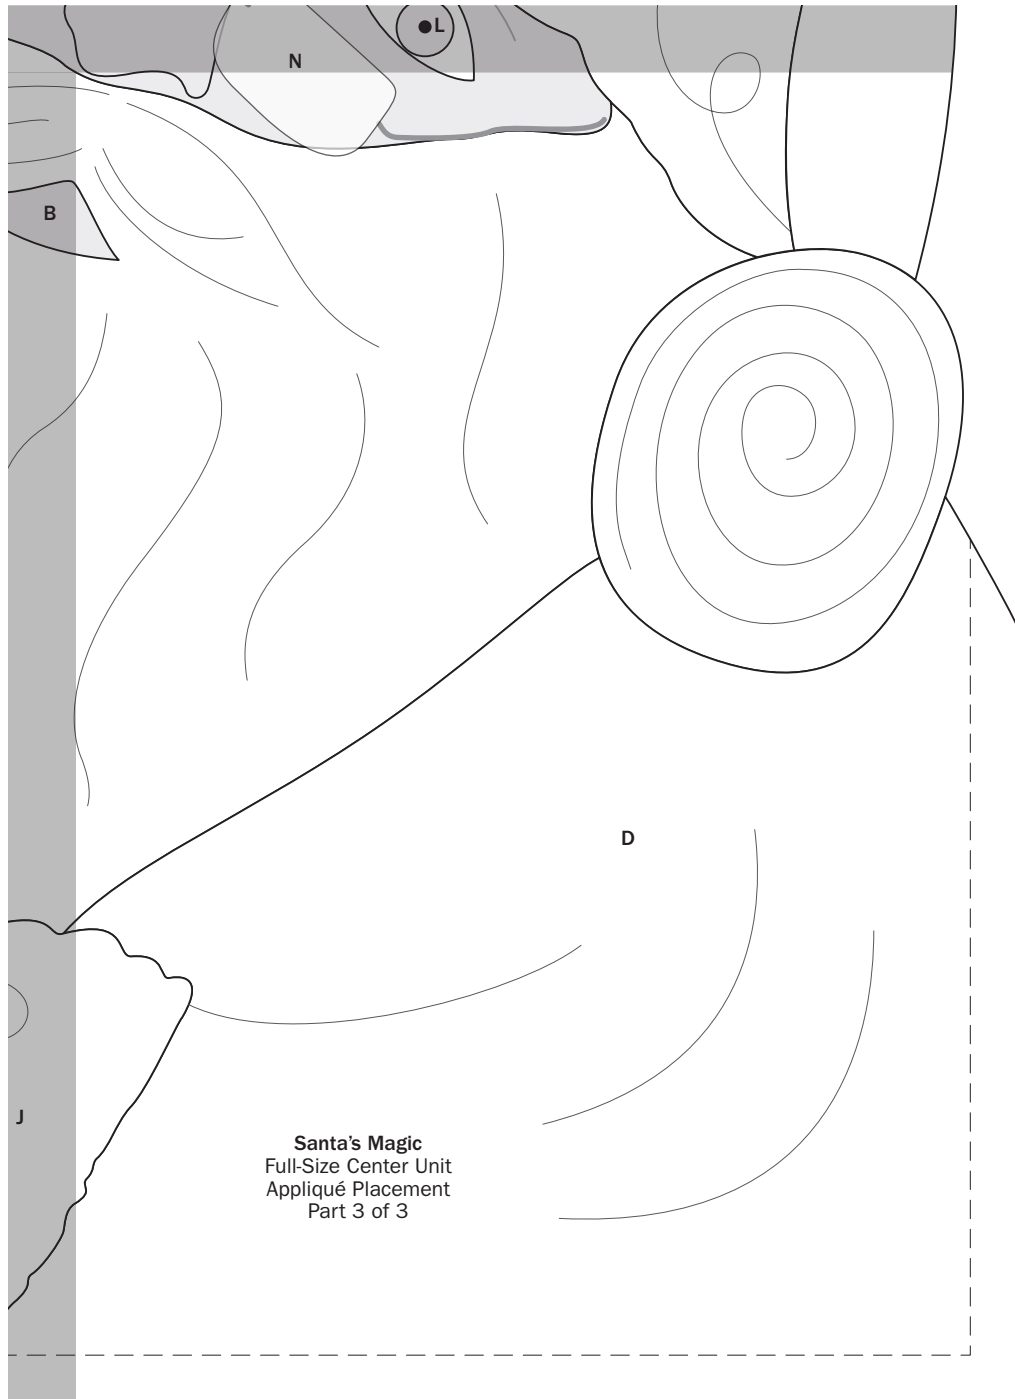 L
N
B
D
J
Santa’s Magic
Full-Size Center Unit
Appliqué Placement
Part 3 of 3